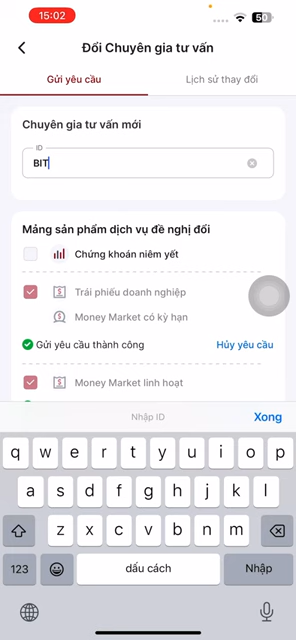 15:02
50
Đổi Chuyên gia tư vấn
Gửi yêu cầu
Lịch sử thay đổi
Chuyên gia tư vấn mới
ID
BIT
Mảng sản phẩm dịch vụ đề nghị đổi
Chứng khoán niêm yết
Trái phiếu doanh nghiệp
Money Market có kỳ hạn
Gửi yêu cầu thành công
Hủy yêu cầu
Money Market linh hoạt
Nhập ID
Xong
q w e r t y u i o p
a s d f g h j k l
z x c v b n m
123
dấu cách
Nhập